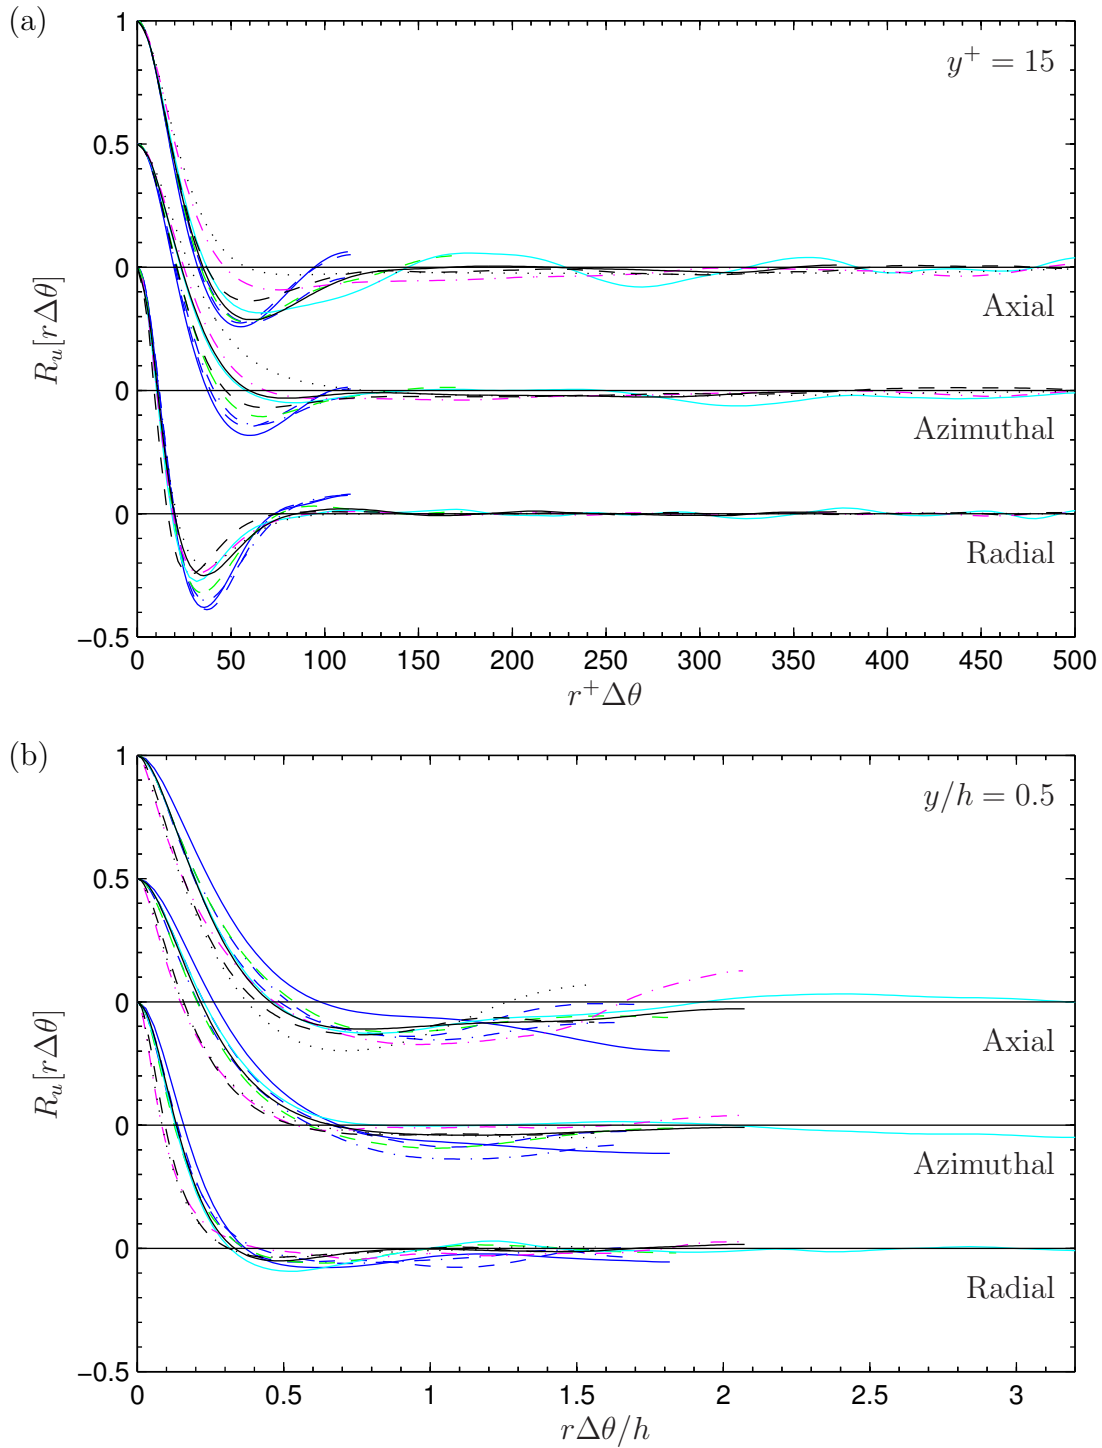 (a)
y⁺ = 15
1
0.5
0
0
0
−0.5
R_u[rΔθ]
Axial
Azimuthal
Radial
0 50 100 150 200 250 300 350 400 450 500
r⁺Δθ
(b)
y/h = 0.5
1
0.5
0
0
0
−0.5
R_u[rΔθ]
Axial
Azimuthal
Radial
0 0.5 1 1.5 2 2.5 3
rΔθ/h